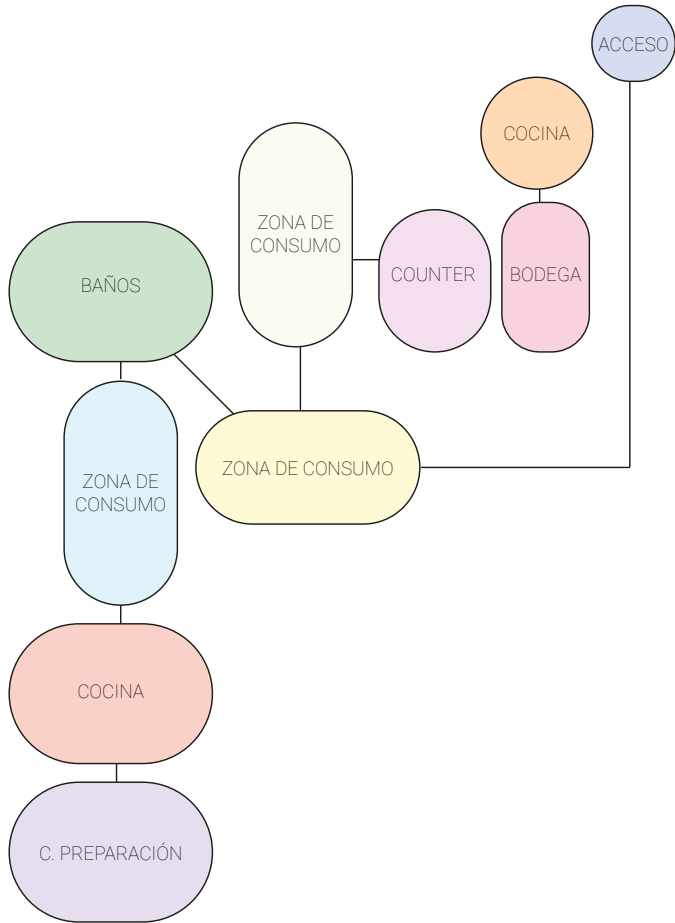 ACCESO
COCINA
ZONA DE
CONSUMO
COUNTER
BODEGA
BAÑOS
ZONA DE CONSUMO
ZONA DE
CONSUMO
COCINA
C. PREPARACIÓN